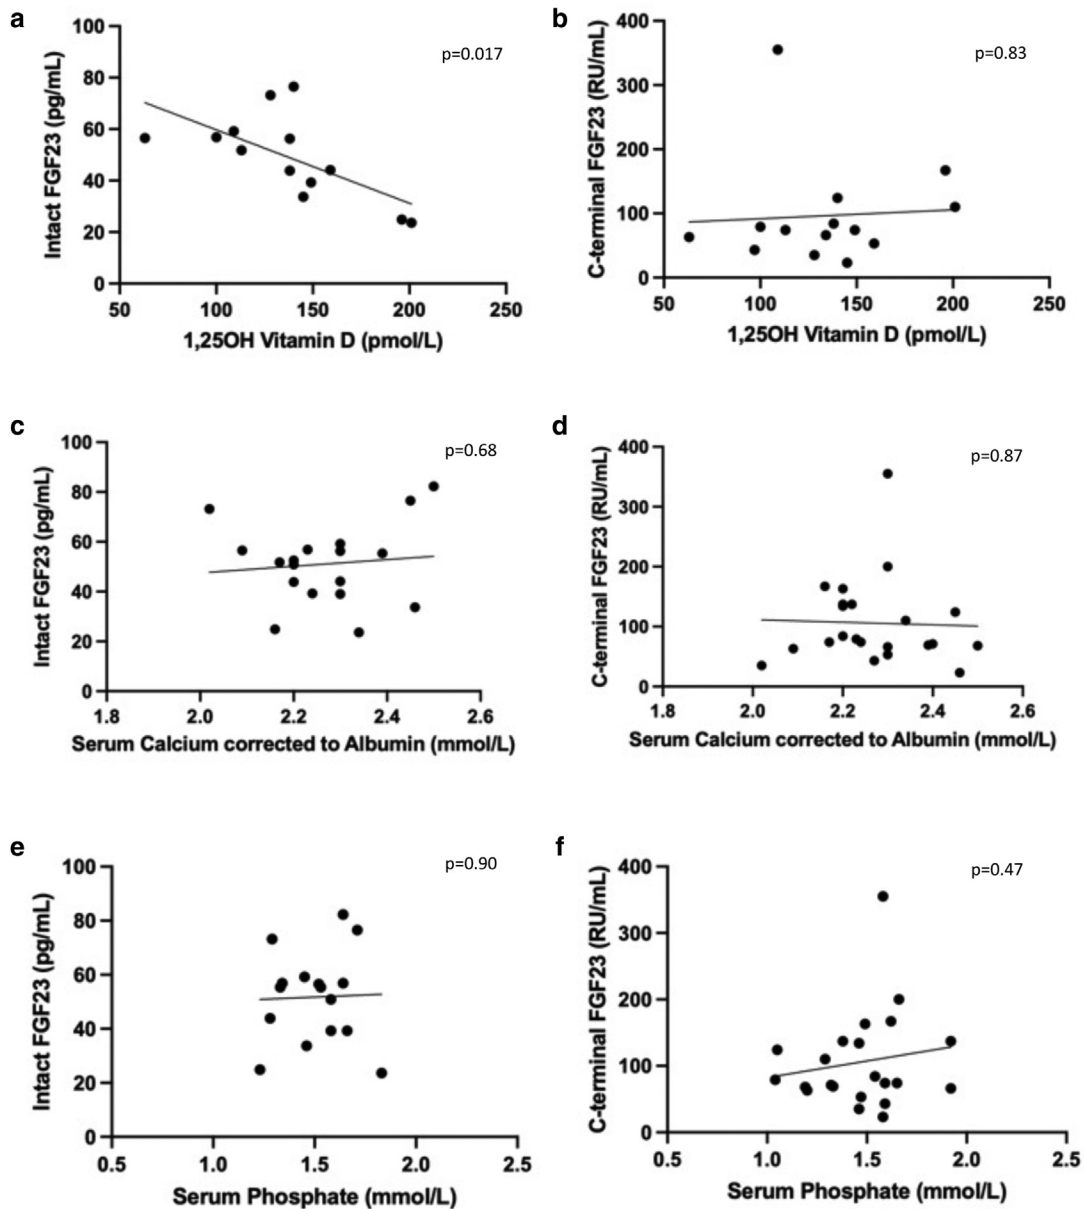 a
p=0.017
Intact FGF23 (pg/mL)
100
80
60
40
20
0
50 100 150 200 250
1,25OH Vitamin D (pmol/L)
b
p=0.83
C-terminal FGF23 (RU/mL)
400
300
200
100
0
50 100 150 200 250
1,25OH Vitamin D (pmol/L)
c
p=0.68
Intact FGF23 (pg/mL)
100
80
60
40
20
0
1.8 2.0 2.2 2.4 2.6
Serum Calcium corrected to Albumin (mmol/L)
d
p=0.87
C-terminal FGF23 (RU/mL)
400
300
200
100
0
1.8 2.0 2.2 2.4 2.6
Serum Calcium corrected to Albumin (mmol/L)
e
p=0.90
Intact FGF23 (pg/mL)
100
80
60
40
20
0
0.5 1.0 1.5 2.0 2.5
Serum Phosphate (mmol/L)
f
p=0.47
C-terminal FGF23 (RU/mL)
400
300
200
100
0
0.5 1.0 1.5 2.0 2.5
Serum Phosphate (mmol/L)